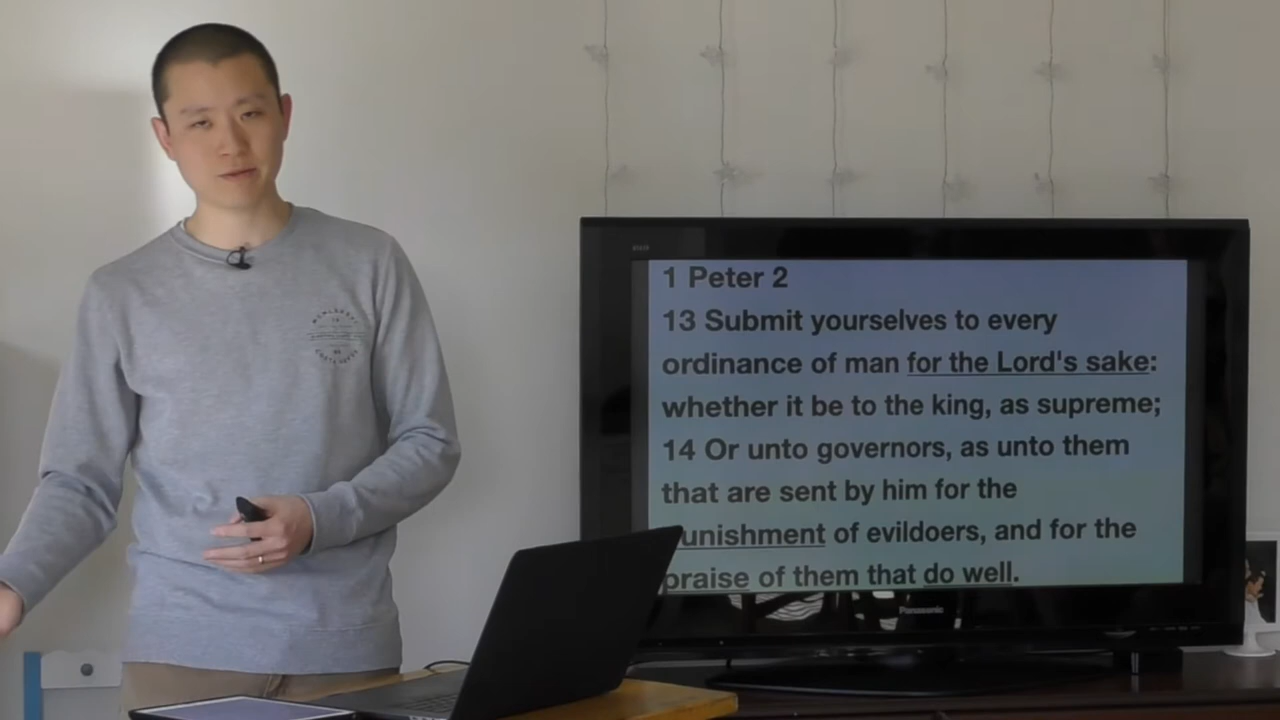 1 Peter 2
13 Submit yourselves to every
ordinance of man for the Lord's sake:
whether it be to the king, as supreme;
14 Or unto governors, as unto them
that are sent by him for the
unishment of evildoers, and for the
praise of them that do well.
Panasonic